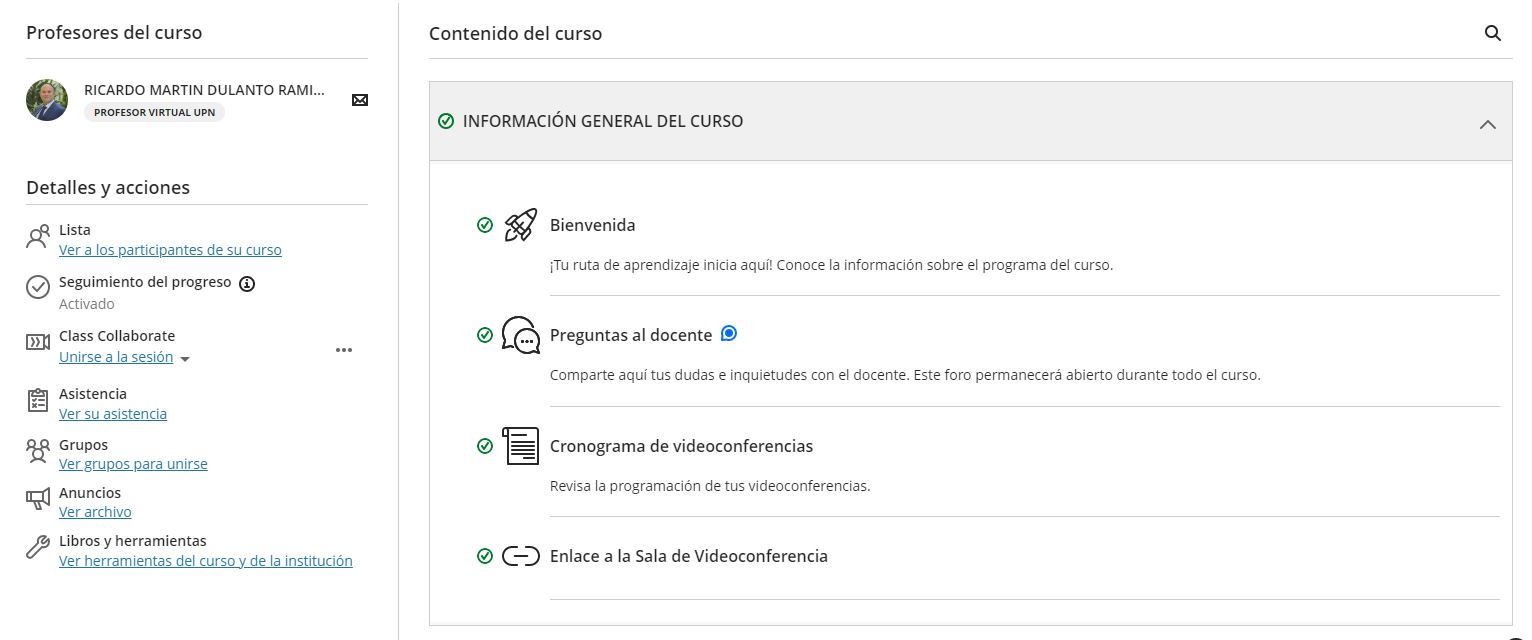 Profesores del curso
RICARDO MARTIN DULANTO RAMI...
PROFESOR VIRTUAL UPN
Detalles y acciones
Lista
Ver a los participantes de su curso
Seguimiento del progreso
Activado
Class Collaborate
Unirse a la sesión
Asistencia
Ver su asistencia
Grupos
Ver grupos para unirse
Anuncios
Ver archivo
Libros y herramientas
Ver herramientas del curso y de la institución
Contenido del curso
INFORMACIÓN GENERAL DEL CURSO
Bienvenida
¡Tu ruta de aprendizaje inicia aquí! Conoce la información sobre el programa del curso.
Preguntas al docente
Comparte aquí tus dudas e inquietudes con el docente. Este foro permanecerá abierto durante todo el curso.
Cronograma de videoconferencias
Revisa la programación de tus videoconferencias.
Enlace a la Sala de Videoconferencia